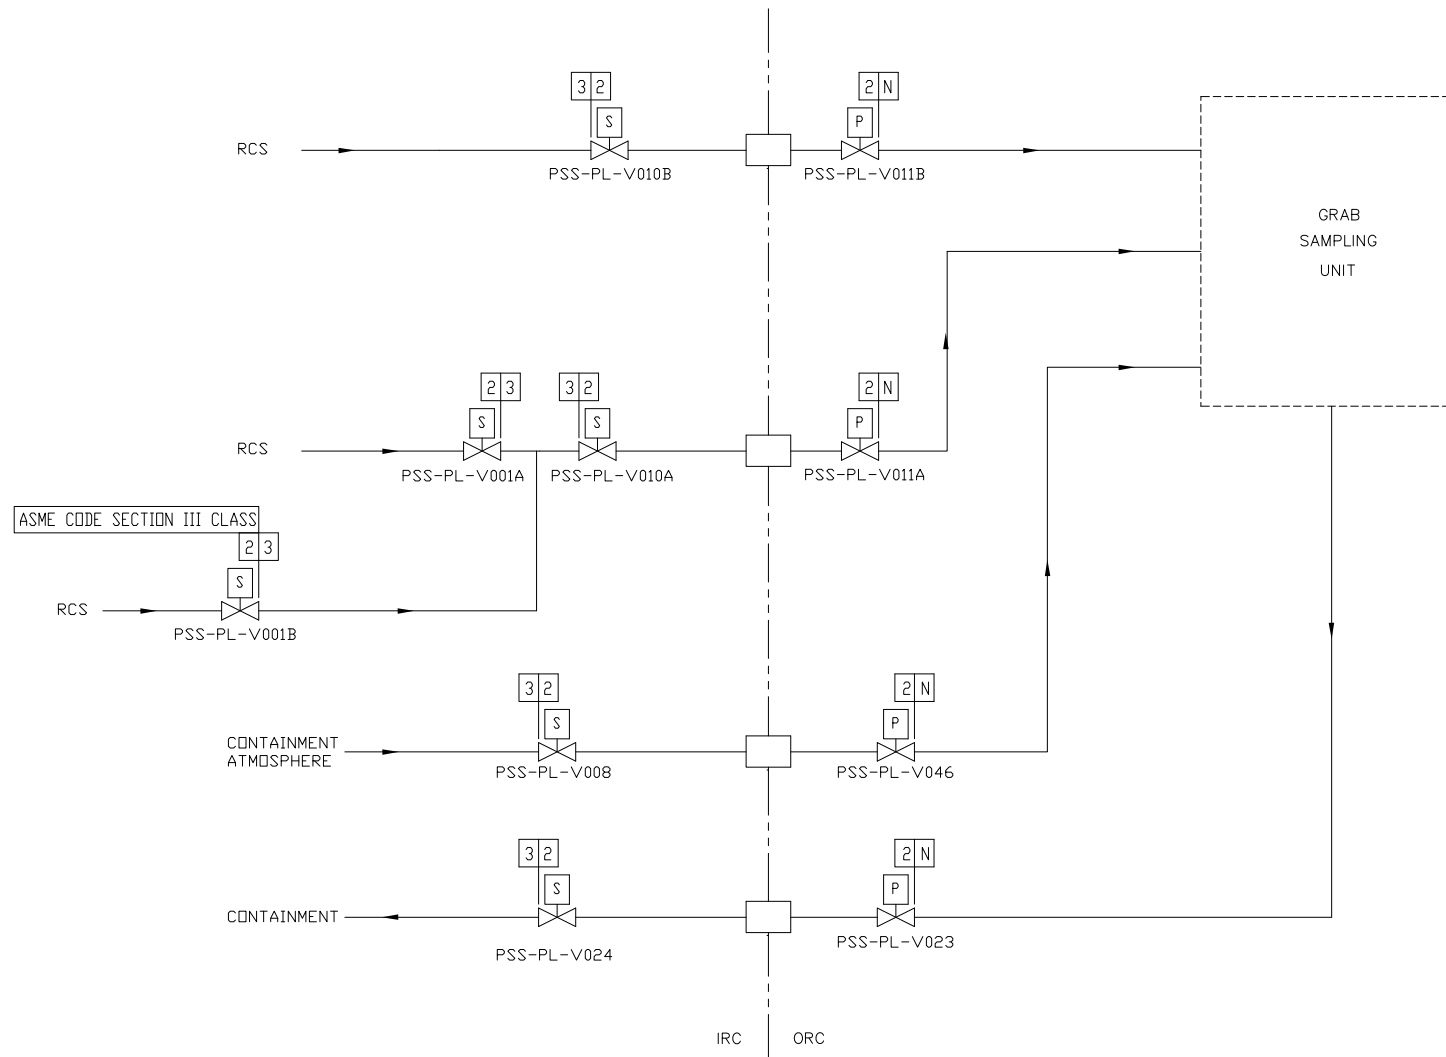 3 2
2 N
S
P
RCS
PSS-PL-V010B
PSS-PL-V011B
GRAB
SAMPLING
UNIT
2 3
3 2
2 N
S
S
P
RCS
PSS-PL-V001A
PSS-PL-V010A
PSS-PL-V011A
ASME CODE SECTION III CLASS
2 3
S
RCS
PSS-PL-V001B
3 2
2 N
S
P
CONTAINMENT
ATMOSPHERE
PSS-PL-V008
PSS-PL-V046
3 2
2 N
S
P
CONTAINMENT
PSS-PL-V024
PSS-PL-V023
IRC
ORC